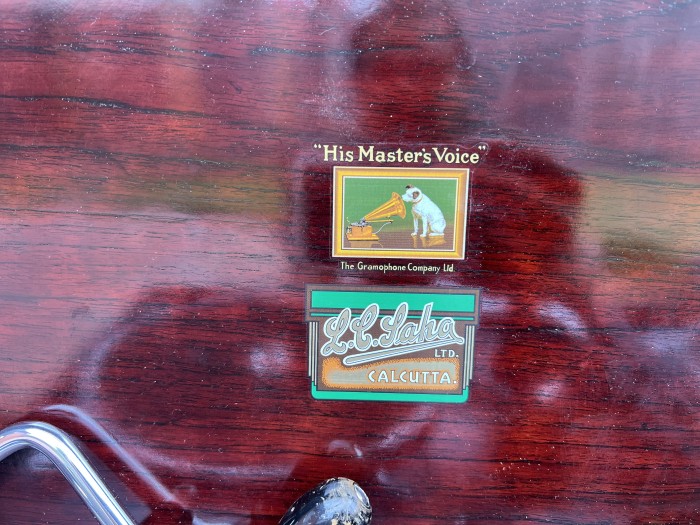 "His Master's Voice"
The Gramophone Company Ltd
L.C. Saha
LTD.
CALCUTTA.